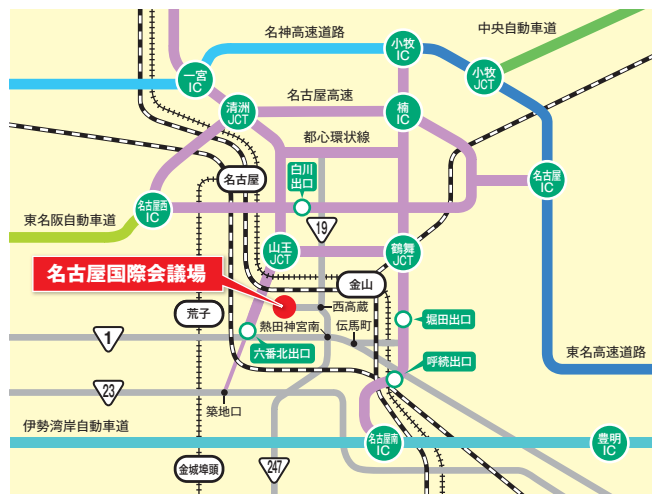 中央自動車道
名神高速道路
小牧
IC
一宮
IC
小牧
JCT
名古屋高速
清洲
JCT
楠
IC
都心環状線
白川
出口
名古屋
名古屋
IC
名古屋西
IC
東名阪自動車道
19
山王
JCT
鶴舞
JCT
名古屋国際会議場
金山
荒子
西高蔵
熱田神宮南
伝馬町
堀田出口
1
六番北出口
東名高速道路
呼続出口
23
築地口
伊勢湾岸自動車道
名古屋南
IC
豊明
IC
金城埠頭
247